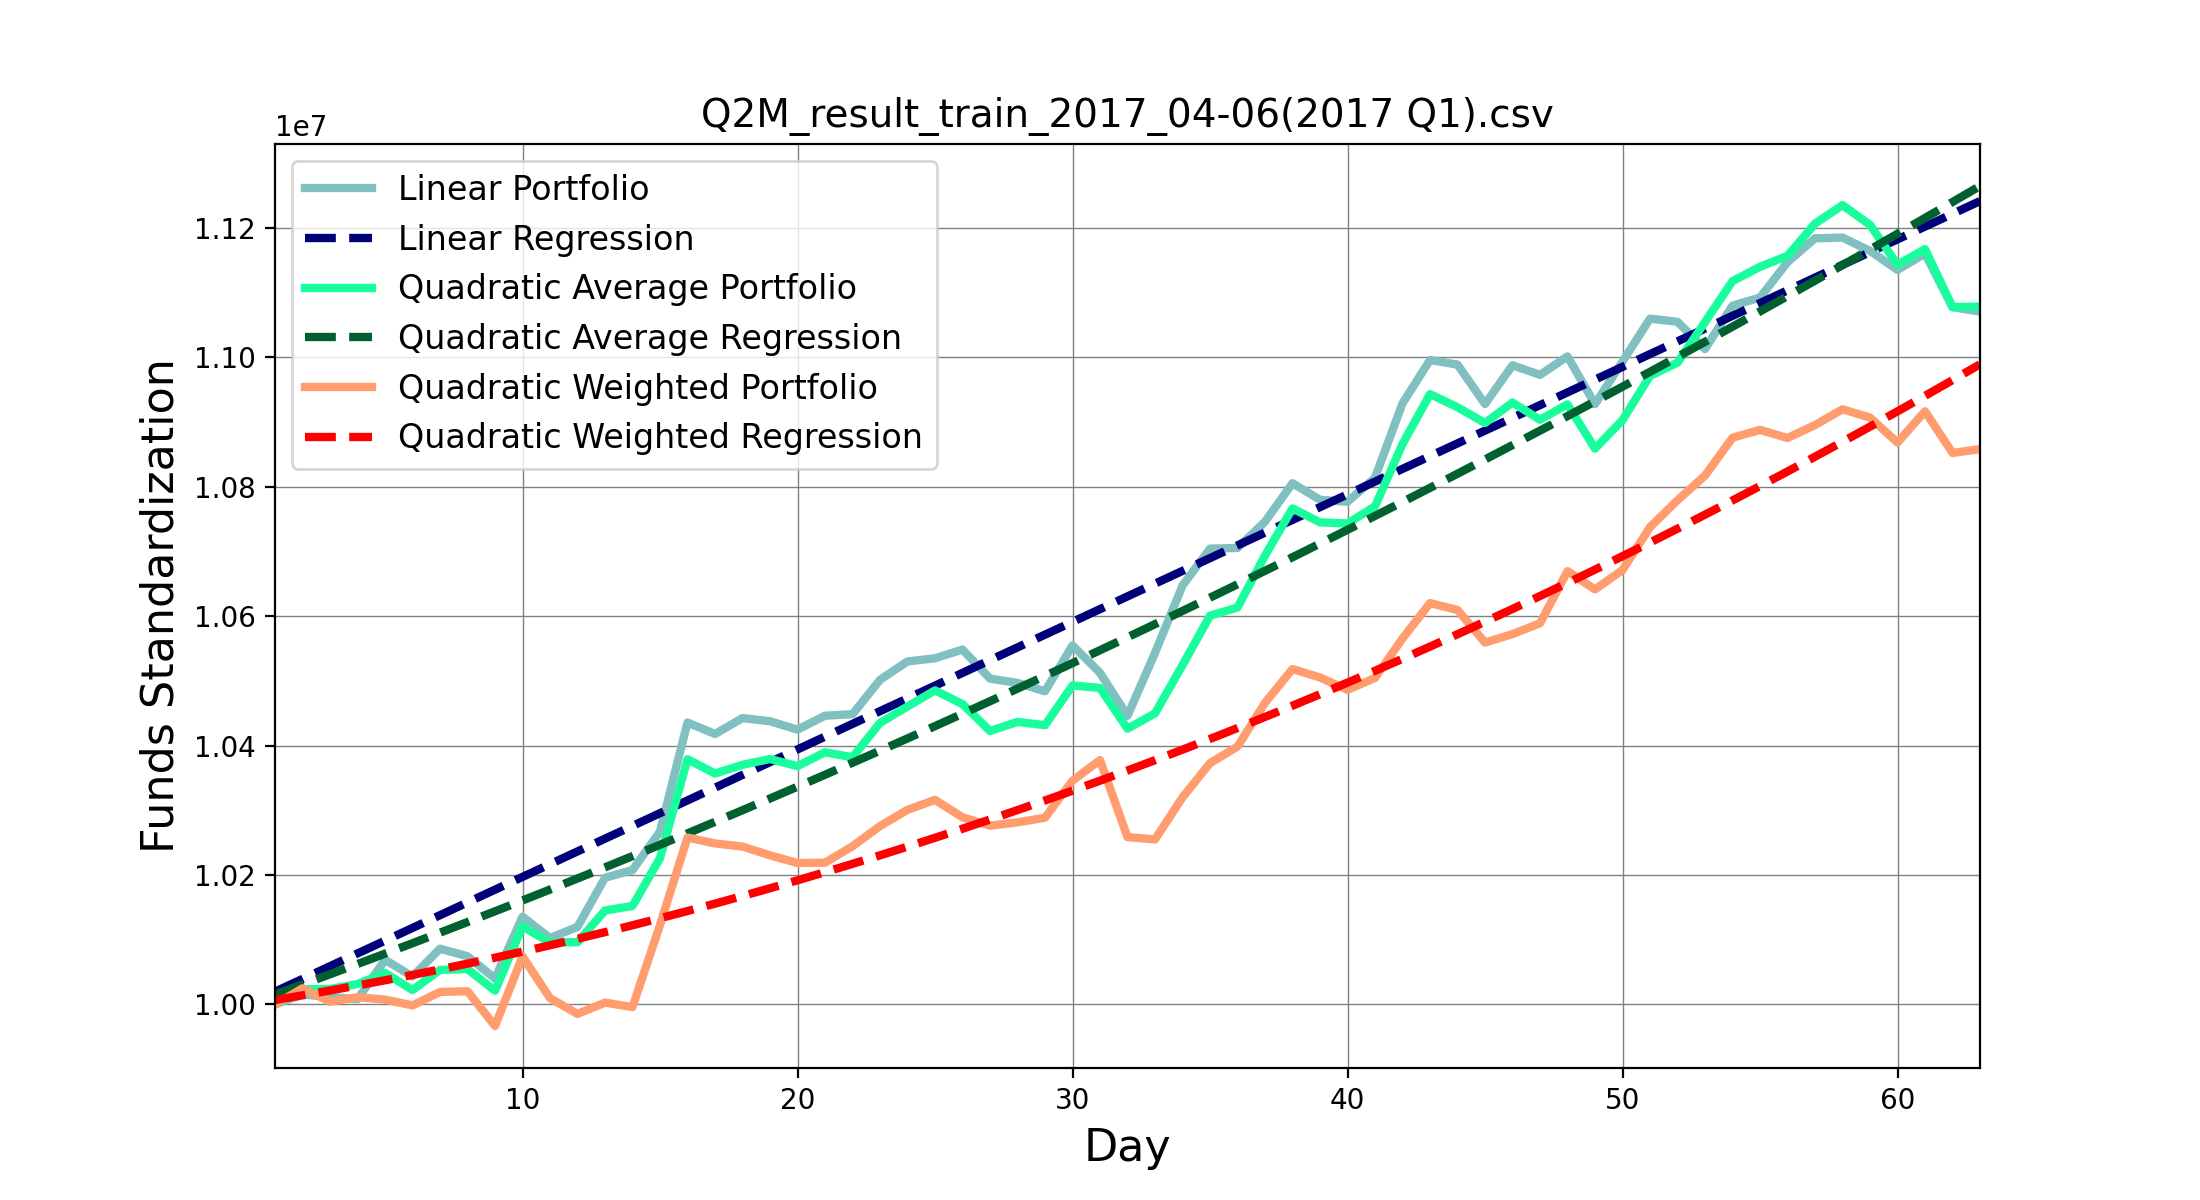 Q2M_result_train_2017_04-06(2017 Q1).csv
1e7
Linear Portfolio
Linear Regression
Quadratic Average Portfolio
Quadratic Average Regression
Quadratic Weighted Portfolio
Quadratic Weighted Regression
Funds Standardization
1.12
1.10
1.08
1.06
1.04
1.02
1.00
10 20 30 40 50 60
Day